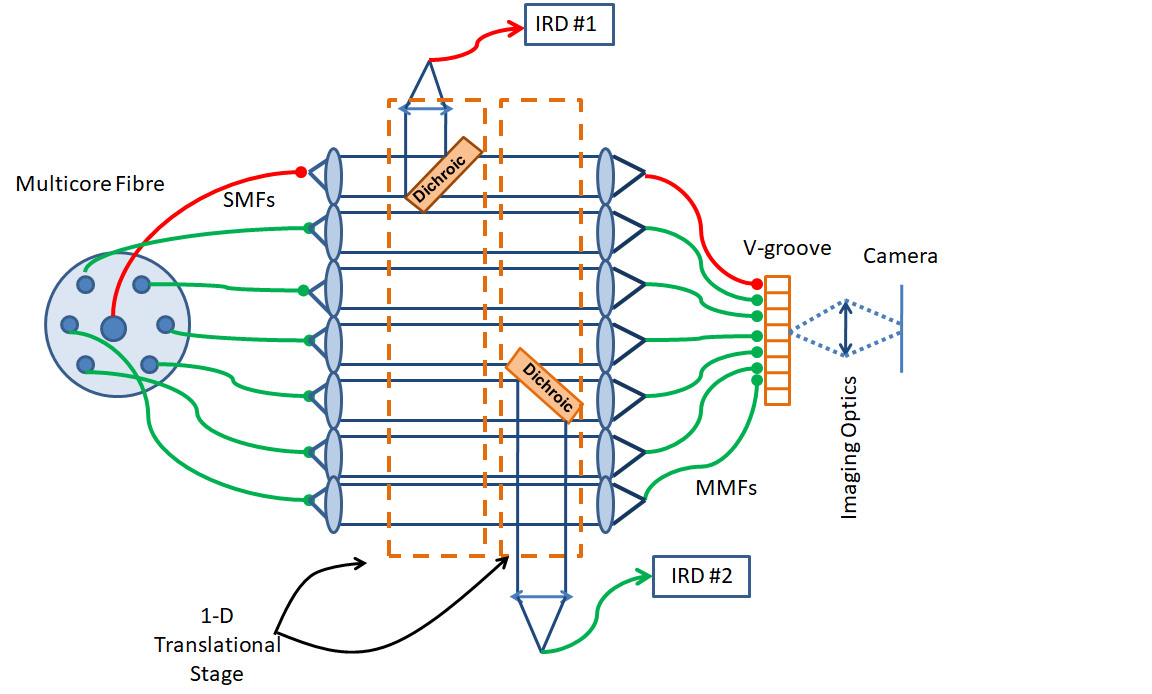 IRD #1
Multicore Fibre
SMFs
Dichroic
V-groove
Camera
Dichroic
Imaging Optics
MMFs
IRD #2
1-D
Translational
Stage